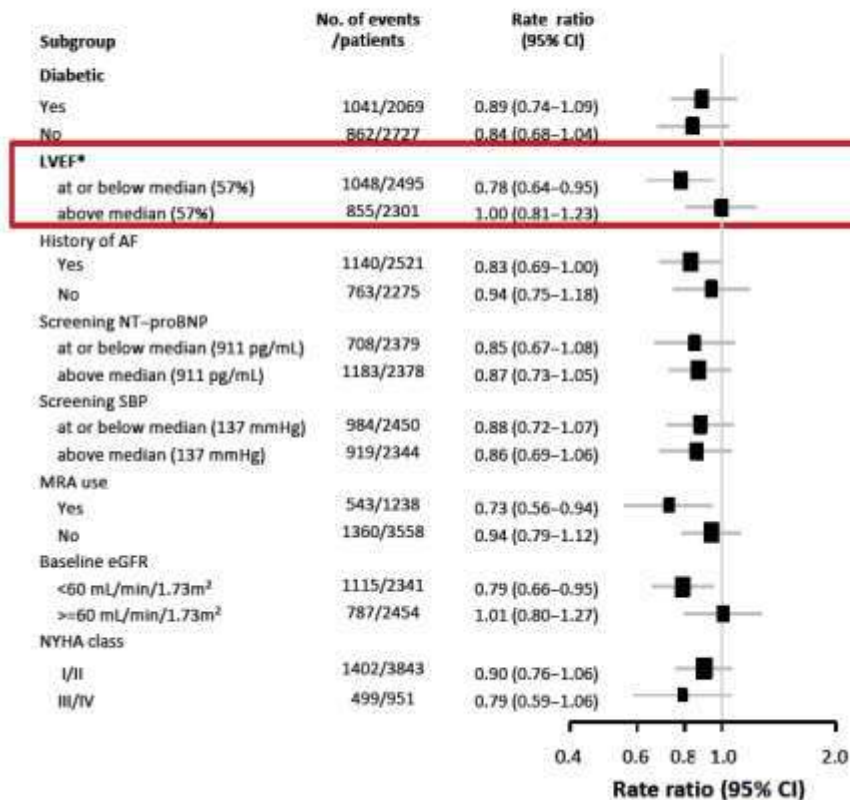 Subgroup No. of events /patients Rate ratio (95% CI)
Diabetic
Yes 1041/2069 0.89 (0.74–1.09)
No 862/2727 0.84 (0.68–1.04)
LVEF*
at or below median (57%) 1048/2495 0.78 (0.64–0.95)
above median (57%) 855/2301 1.00 (0.81–1.23)
History of AF
Yes 1140/2521 0.83 (0.69–1.00)
No 763/2275 0.94 (0.75–1.18)
Screening NT–proBNP
at or below median (911 pg/mL) 708/2379 0.85 (0.67–1.08)
above median (911 pg/mL) 1183/2378 0.87 (0.73–1.05)
Screening SBP
at or below median (137 mmHg) 984/2450 0.88 (0.72–1.07)
above median (137 mmHg) 919/2344 0.86 (0.69–1.06)
MRA use
Yes 543/1238 0.73 (0.56–0.94)
No 1360/3558 0.94 (0.79–1.12)
Baseline eGFR
<60 mL/min/1.73m² 1115/2341 0.79 (0.66–0.95)
>=60 mL/min/1.73m² 787/2454 1.01 (0.80–1.27)
NYHA class
I/II 1402/3843 0.90 (0.76–1.06)
III/IV 499/951 0.79 (0.59–1.06)
0.4 0.6 0.8 1.0 2.0
Rate ratio (95% CI)